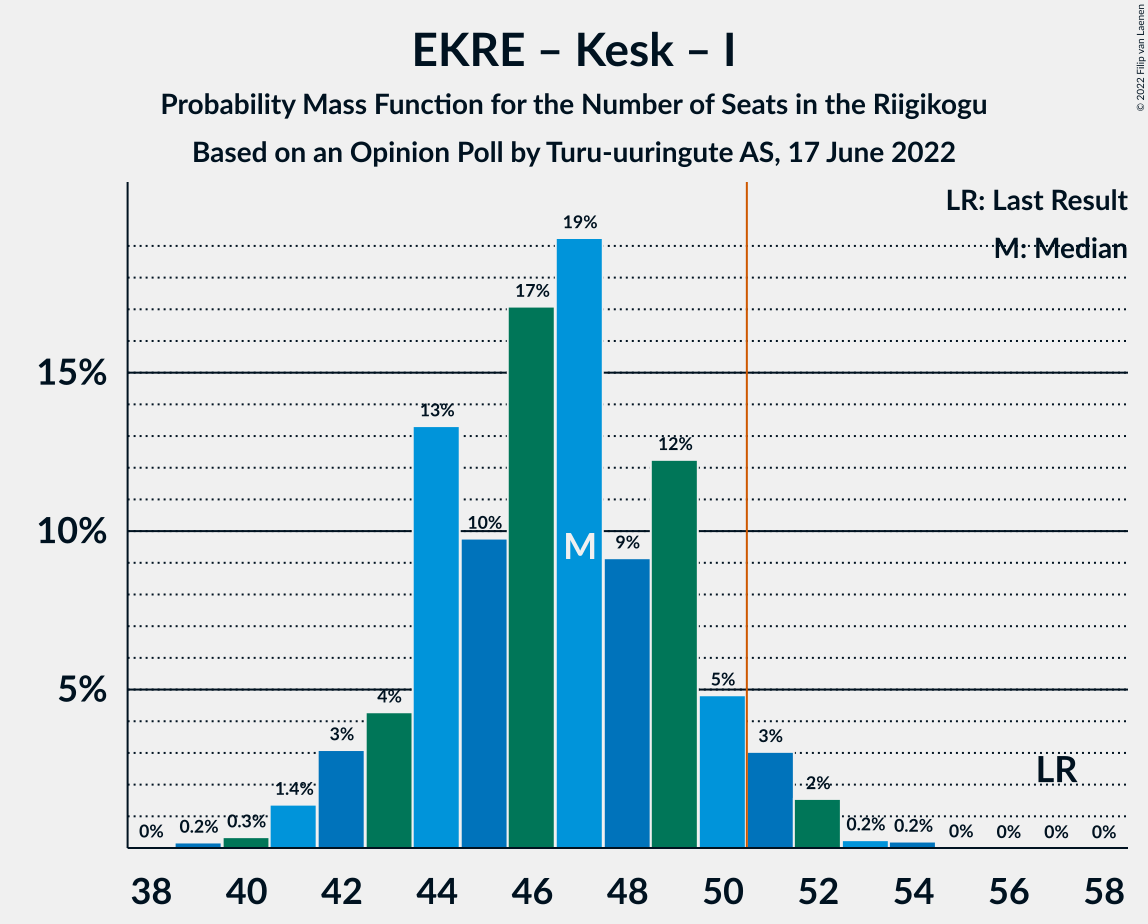 EKRE – Kesk – I
Probability Mass Function for the Number of Seats in the Riigikogu
Based on an Opinion Poll by Turu-uuringute AS, 17 June 2022
© 2022 Filip van Laenen
LR: Last Result
M: Median
15%
10%
5%
0%
0.2%
0.3%
1.4%
3%
4%
13%
10%
17%
19%
9%
12%
5%
3%
2%
0.2%
0.2%
0%
0%
0%
0%
M
LR
38 40 42 44 46 48 50 52 54 56 58